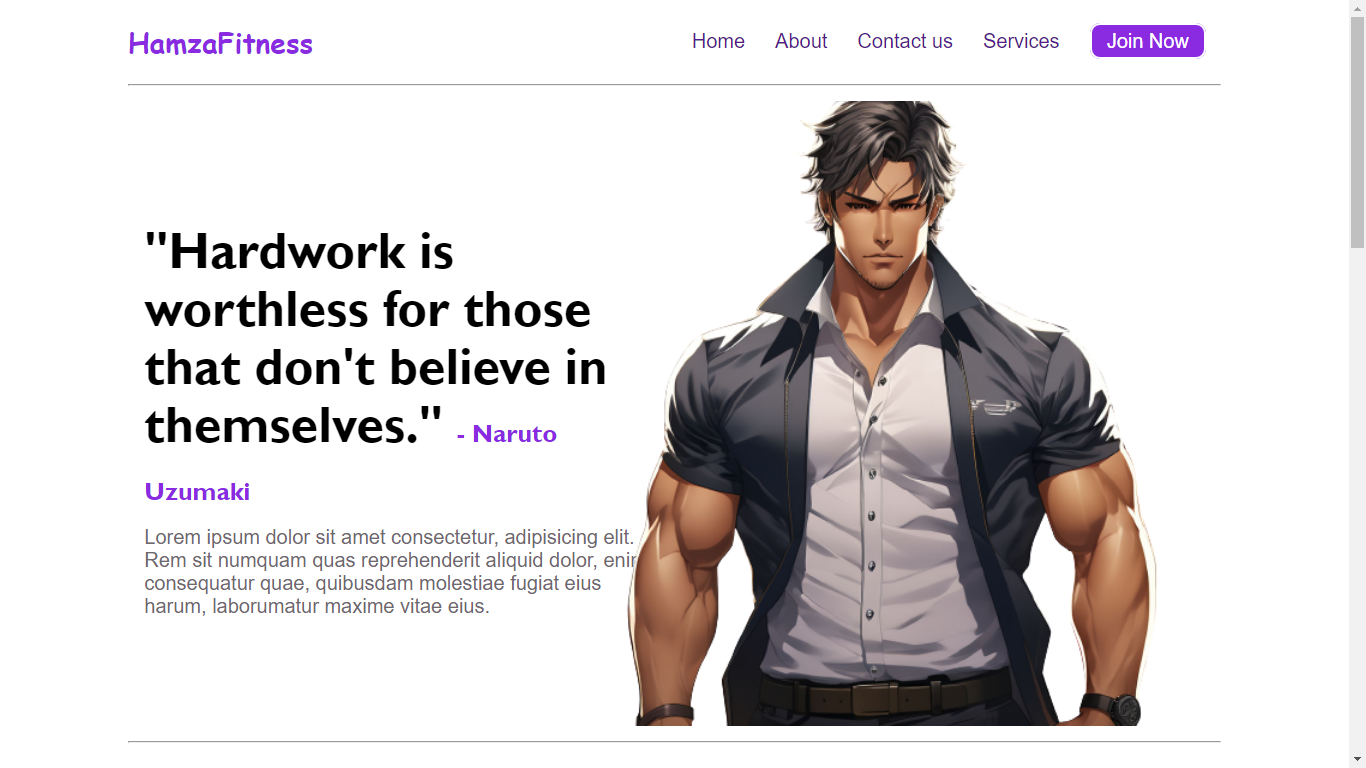 HamzaFitness
Home About Contact us Services Join Now
"Hardwork is
worthless for those
that don't believe in
themselves." - Naruto
Uzumaki
Lorem ipsum dolor sit amet consectetur, adipisicing elit.
Rem sit numquam quas reprehenderit aliquid dolor,
consequatur quae, quibusdam molestiae fugiat eius
harum, laborumatur maxime vitae eius.